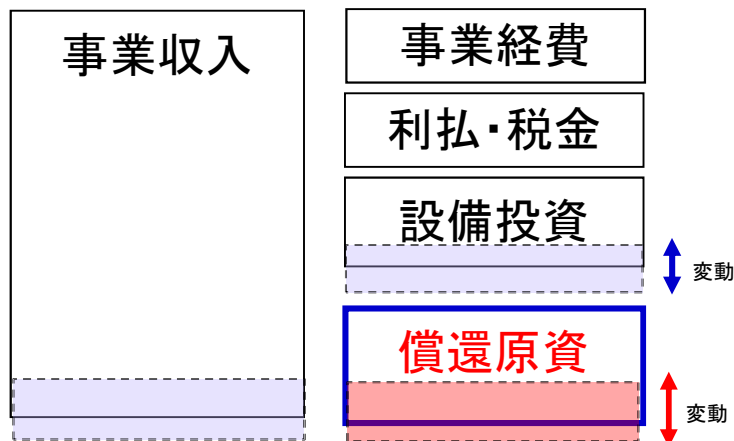 事業収入
事業経費
利払・税金
設備投資
変動
償還原資
変動